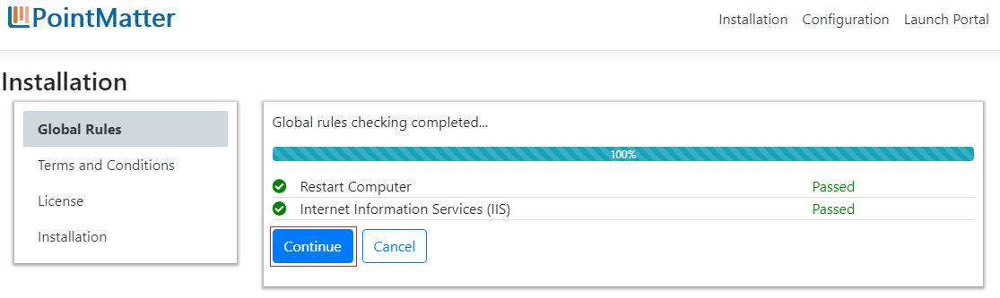 PointMatter
Installation Configuration Launch Portal
Installation
Global Rules
Terms and Conditions
License
Installation
Global rules checking completed...
100%
Restart Computer Passed
Internet Information Services (IIS) Passed
Continue Cancel